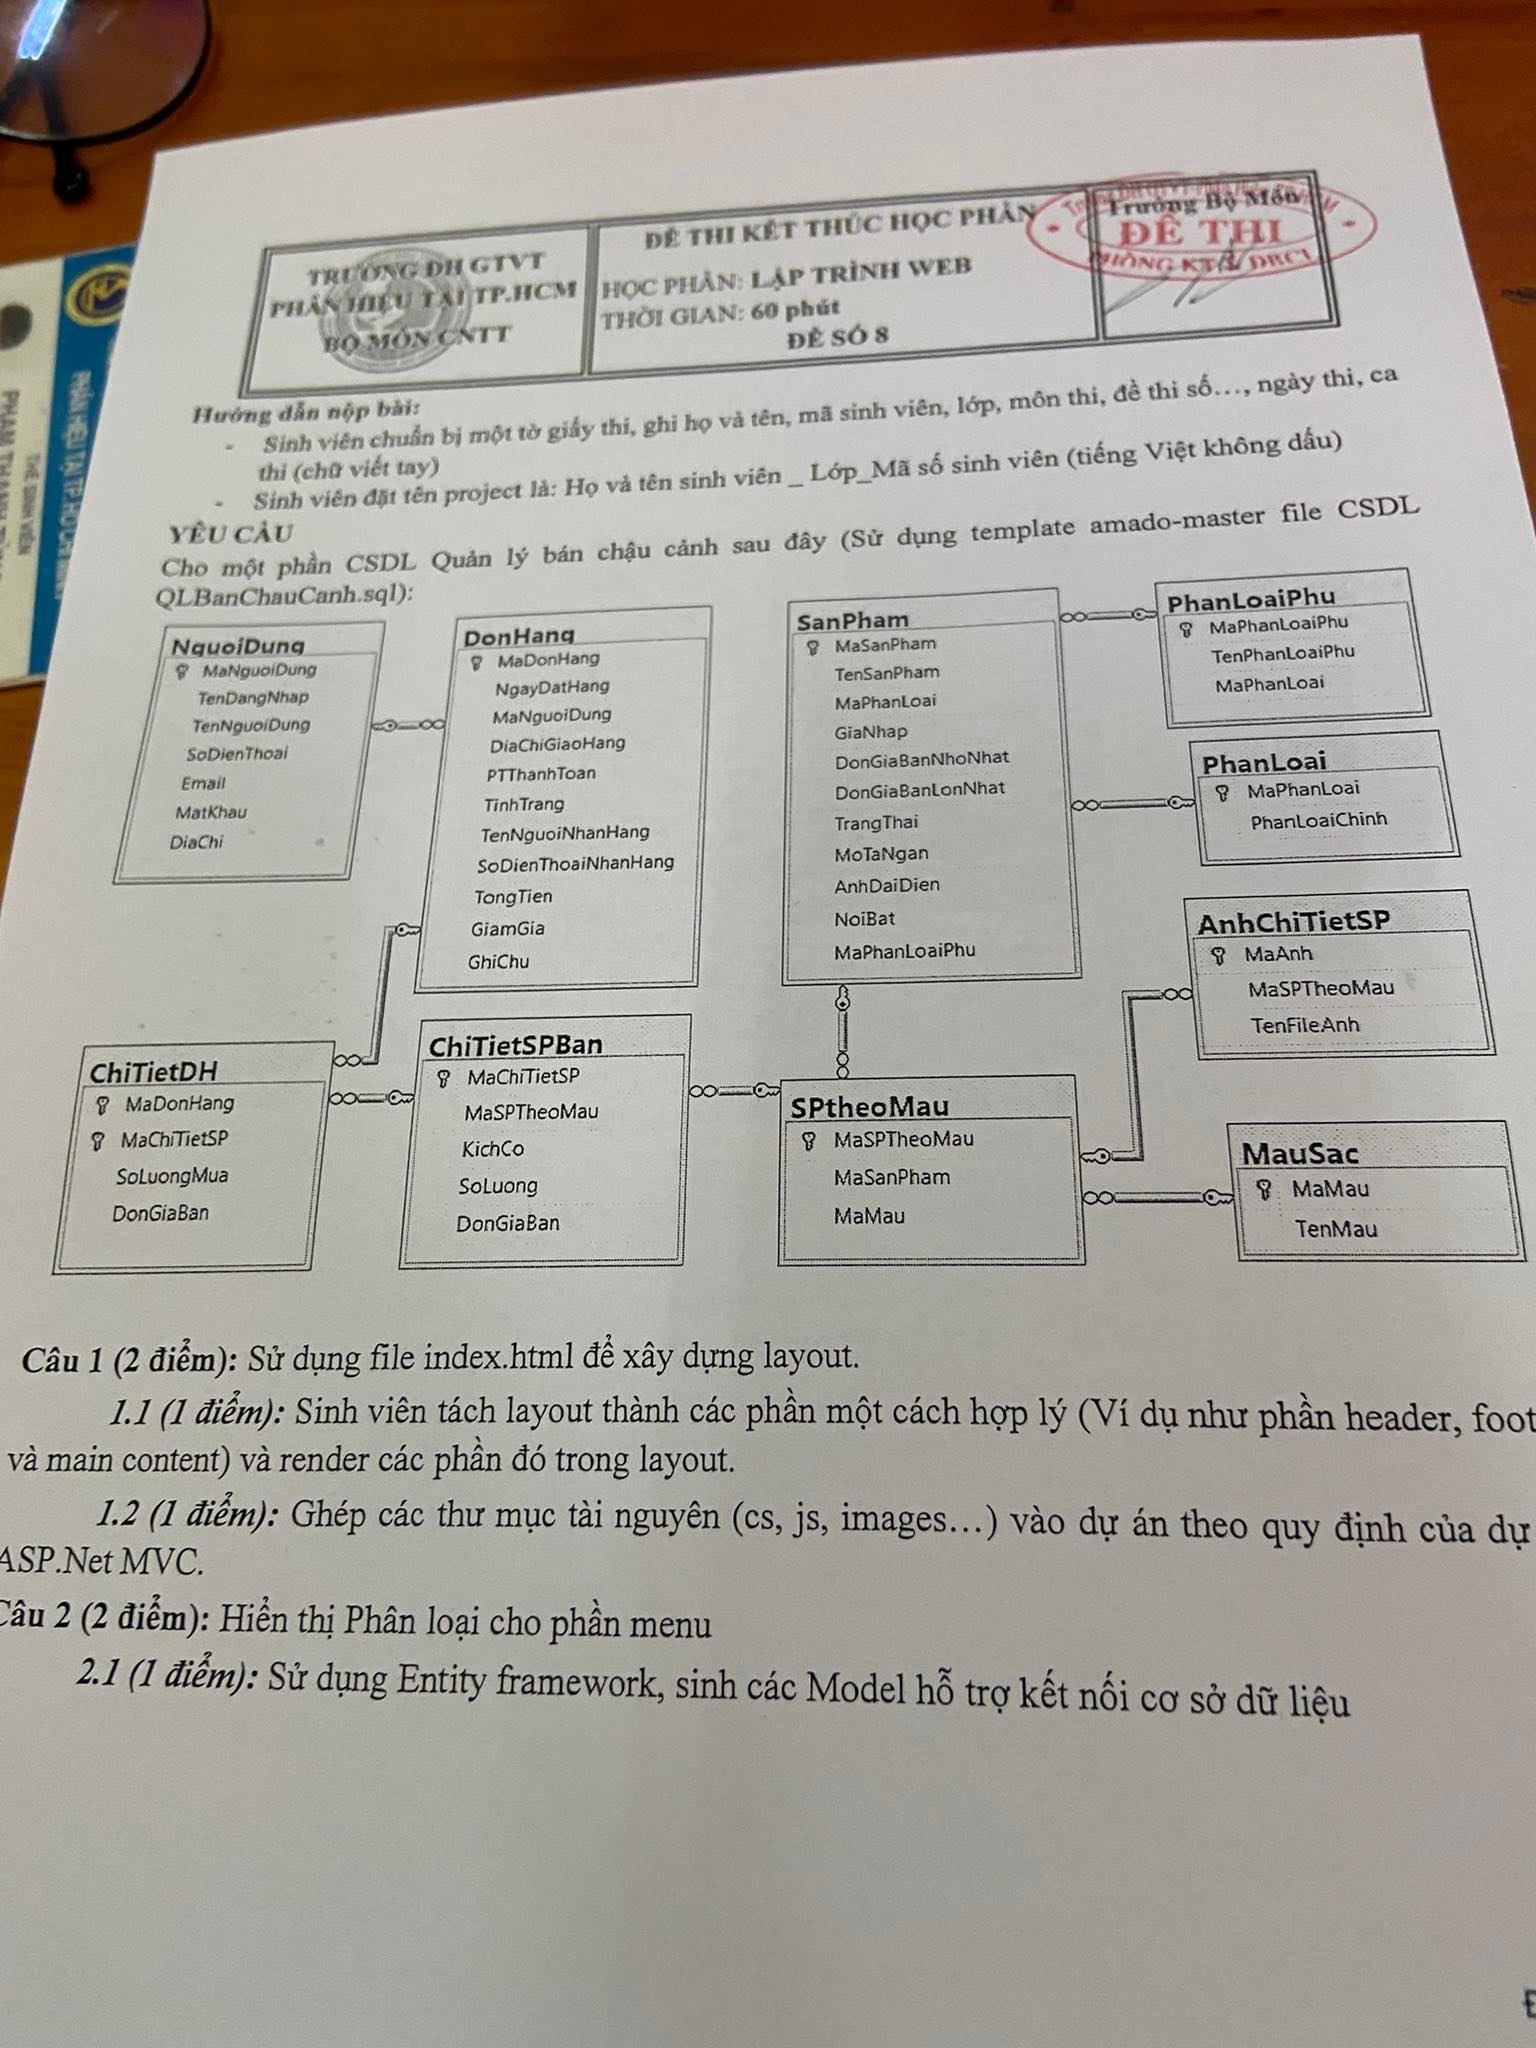 TRƯỜNG ĐH GTVT
PHÂN HIỆU TẠI TP.HCM
BỘ MÔN CNTT
ĐỀ THI KẾT THÚC HỌC PHẦN
HỌC PHẦN: LẬP TRÌNH WEB
THỜI GIAN: 60 phút
ĐỀ SỐ 8
Trưởng Bộ Môn
ĐỀ THI
Hướng dẫn nộp bài:
- Sinh viên chuẩn bị một tờ giấy thi, ghi họ và tên, mã sinh viên, lớp, môn thi, đề thi số…, ngày thi, ca
thi (chữ viết tay)
- Sinh viên đặt tên project là: Họ và tên sinh viên _ Lớp_Mã số sinh viên (tiếng Việt không dấu)
YÊU CẦU
Cho một phần CSDL Quản lý bán chậu cảnh sau đây (Sử dụng template amado-master file CSDL
QLBanChauCanh.sql):
NguoiDung
MaNguoiDung
TenDangNhap
TenNguoiDung
SoDienThoai
Email
MatKhau
DiaChi
DonHang
MaDonHang
NgayDatHang
MaNguoiDung
DiaChiGiaoHang
PTThanhToan
TinhTrang
TenNguoiNhanHang
SoDienThoaiNhanHang
TongTien
GiamGia
GhiChu
SanPham
MaSanPham
TenSanPham
MaPhanLoai
GiaNhap
DonGiaBanNhoNhat
DonGiaBanLonNhat
TrangThai
MoTaNgan
AnhDaiDien
NoiBat
MaPhanLoaiPhu
PhanLoaiPhu
MaPhanLoaiPhu
TenPhanLoaiPhu
MaPhanLoai
PhanLoai
MaPhanLoai
PhanLoaiChinh
AnhChiTietSP
MaAnh
MaSPTheoMau
TenFileAnh
ChiTietDH
MaDonHang
MaChiTietSP
SoLuongMua
DonGiaBan
ChiTietSPBan
MaChiTietSP
MaSPTheoMau
KichCo
SoLuong
DonGiaBan
SPtheoMau
MaSPTheoMau
MaSanPham
MaMau
MauSac
MaMau
TenMau
Câu 1 (2 điểm): Sử dụng file index.html để xây dựng layout.
1.1 (1 điểm): Sinh viên tách layout thành các phần một cách hợp lý (Ví dụ như phần header, foot
và main content) và render các phần đó trong layout.
1.2 (1 điểm): Ghép các thư mục tài nguyên (cs, js, images…) vào dự án theo quy định của dự
ASP.Net MVC.
Câu 2 (2 điểm): Hiển thị Phân loại cho phần menu
2.1 (1 điểm): Sử dụng Entity framework, sinh các Model hỗ trợ kết nối cơ sở dữ liệu